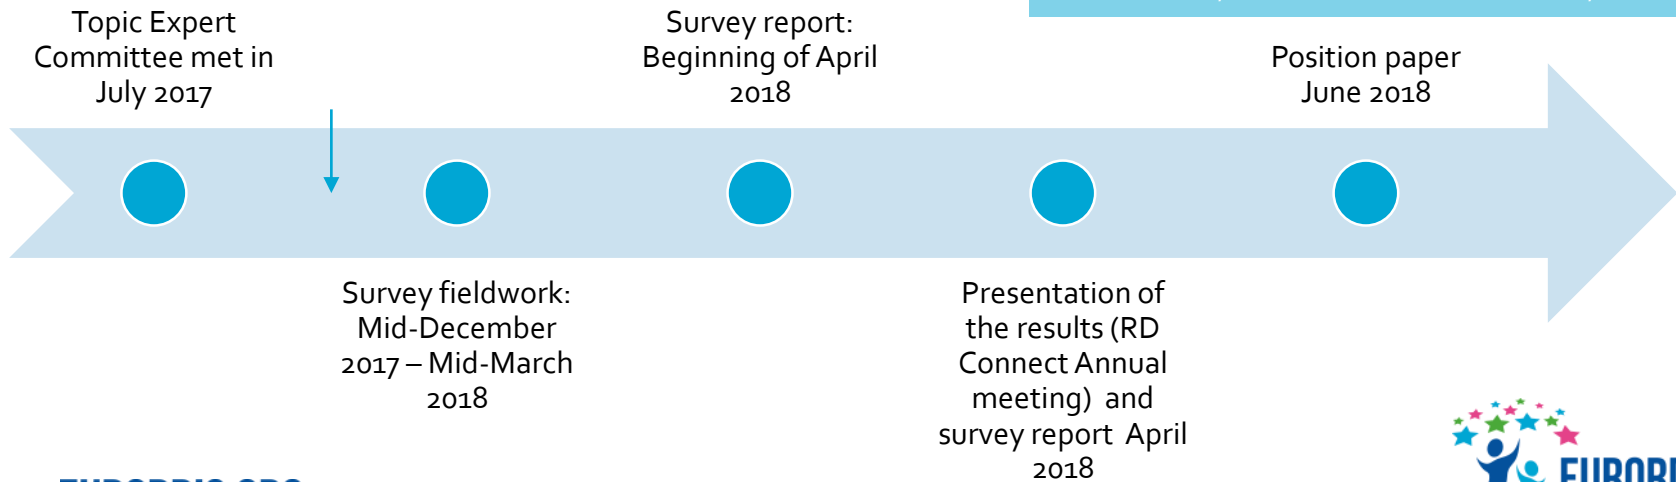 Topic Expert
Committee met in
July 2017
Survey fieldwork:
Mid-December
2017 – Mid-March
2018
Survey report:
Beginning of April
2018
Presentation of
the results (RD
Connect Annual
meeting) and
survey report April
2018
Position paper
June 2018